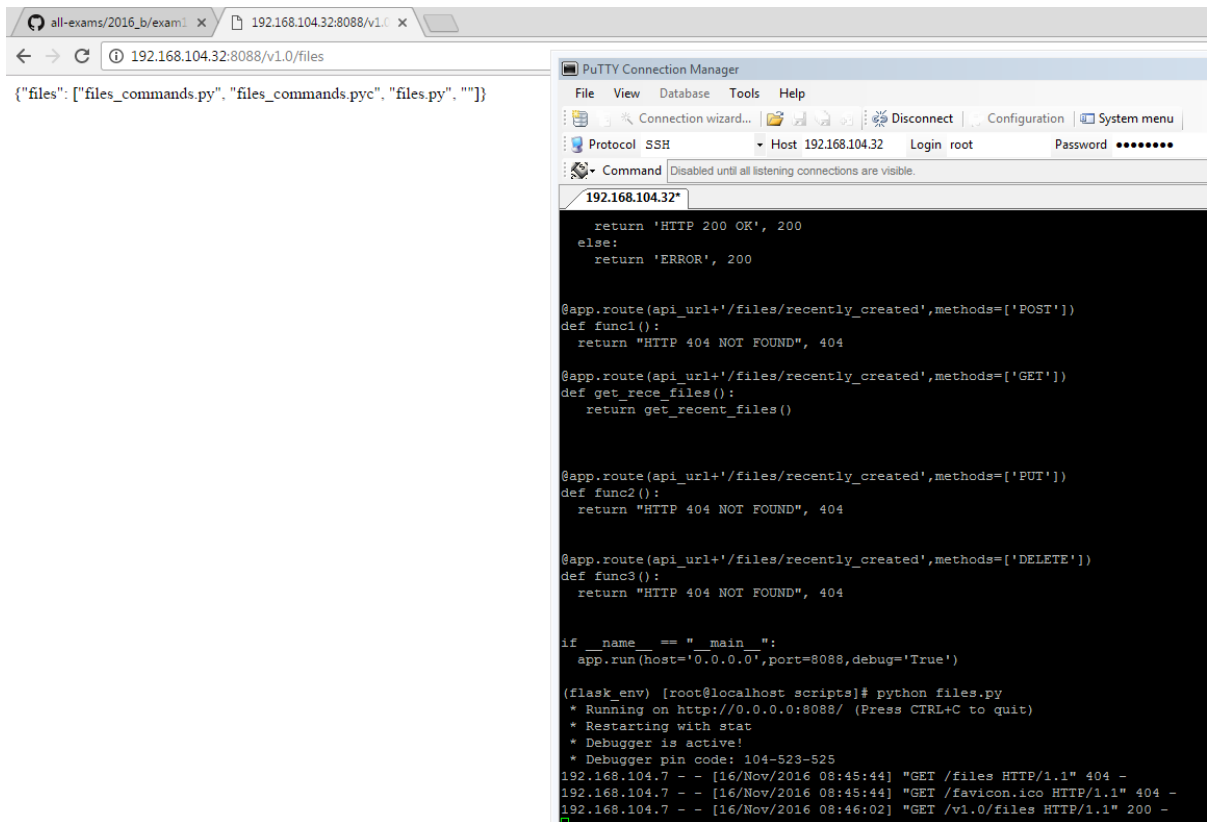 all-exams/2016_b/exam1
192.168.104.32:8088/v1.0
192.168.104.32:8088/v1.0/files
{"files": ["files_commands.py", "files_commands.pyc", "files.py", ""]}
PuTTY Connection Manager
File View Database Tools Help
Connection wizard... Disconnect Configuration System menu
Protocol SSH Host 192.168.104.32 Login root Password ●●●●●●●●
Command Disabled until all listening connections are visible.
192.168.104.32*
return 'HTTP 200 OK', 200
else:
return 'ERROR', 200
@app.route(api_url+'/files/recently_created',methods=['POST'])
def func1():
return "HTTP 404 NOT FOUND", 404
@app.route(api_url+'/files/recently_created',methods=['GET'])
def get_rece_files():
return get_recent_files()
@app.route(api_url+'/files/recently_created',methods=['PUT'])
def func2():
return "HTTP 404 NOT FOUND", 404
@app.route(api_url+'/files/recently_created',methods=['DELETE'])
def func3():
return "HTTP 404 NOT FOUND", 404
if __name__ == "__main__":
app.run(host='0.0.0.0',port=8088,debug='True')
(flask_env) [root@localhost scripts]# python files.py
* Running on http://0.0.0.0:8088/ (Press CTRL+C to quit)
* Restarting with stat
* Debugger is active!
* Debugger pin code: 104-523-525
192.168.104.7 - - [16/Nov/2016 08:45:44] "GET /files HTTP/1.1" 404 -
192.168.104.7 - - [16/Nov/2016 08:45:44] "GET /favicon.ico HTTP/1.1" 404 -
192.168.104.7 - - [16/Nov/2016 08:46:02] "GET /v1.0/files HTTP/1.1" 200 -